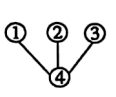 ① ② ③
④